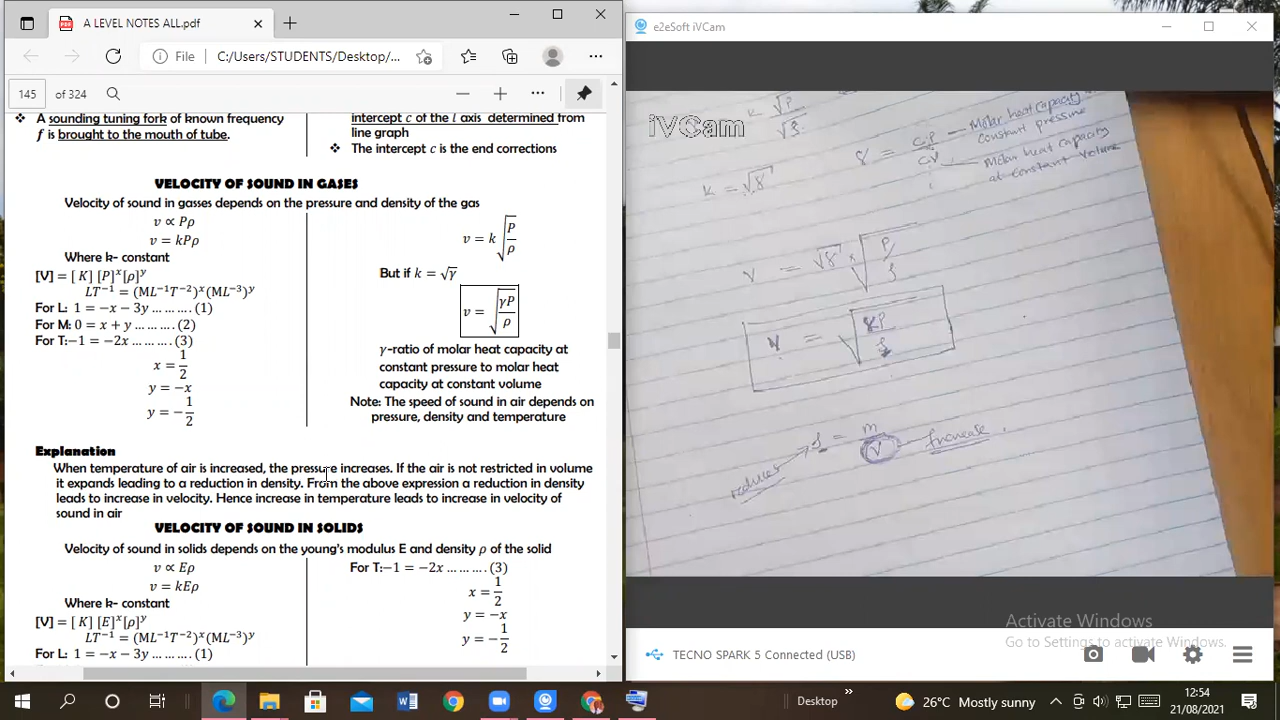 A LEVEL NOTES ALL.pdf
File
C:/Users/STUDENTS/Desktop/...
145 of 324
❖ A sounding tuning fork of known frequency
f is brought to the mouth of tube.
intercept c of the l axis determined from
line graph
❖ The intercept c is the end corrections
VELOCITY OF SOUND IN GASES
Velocity of sound in gasses depends on the pressure and density of the gas
v ∝ Pρ
v = kPρ
Where k- constant
[V] = [ K] [P]^x[ρ]^y
LT⁻¹ = (ML⁻¹T⁻²)^x(ML⁻³)^y
For L: 1 = −x − 3y ... ... ... (1)
For M: 0 = x + y ... ... ... (2)
For T:−1 = −2x ... ... ... (3)
x = 1/2
y = −x
y = −1/2
v = k √(P/ρ)
But if k = √γ
v = √(γP/ρ)
γ-ratio of molar heat capacity at
constant pressure to molar heat
capacity at constant volume
Note: The speed of sound in air depends on
pressure, density and temperature
Explanation
When temperature of air is increased, the pressure increases. If the air is not restricted in volume
it expands leading to a reduction in density. From the above expression a reduction in density
leads to increase in velocity. Hence increase in temperature leads to increase in velocity of
sound in air
VELOCITY OF SOUND IN SOLIDS
Velocity of sound in solids depends on the young's modulus E and density ρ of the solid
v ∝ Eρ
v = kEρ
Where k- constant
[V] = [ K] [E]^x[ρ]^y
LT⁻¹ = (ML⁻¹T⁻²)^x(ML⁻³)^y
For L: 1 = −x − 3y ... ... ... (1)
For T:−1 = −2x ... ... ... (3)
x = 1/2
y = −x
y = −1/2
e2eSoft iVCam
iVCam
k √P/√ρ
γ = C.P/C.V
Molar heat capacity at
constant pressure
Molar heat capacity
at constant volume
k = √γ
v = √γ × √(P/ρ)
v = √(γP/ρ)
ρ = m/V
Increase
reduces
Activate Windows
Go to Settings to activate Windows.
TECNO SPARK 5 Connected (USB)
Desktop
26°C Mostly sunny
12:54
21/08/2021